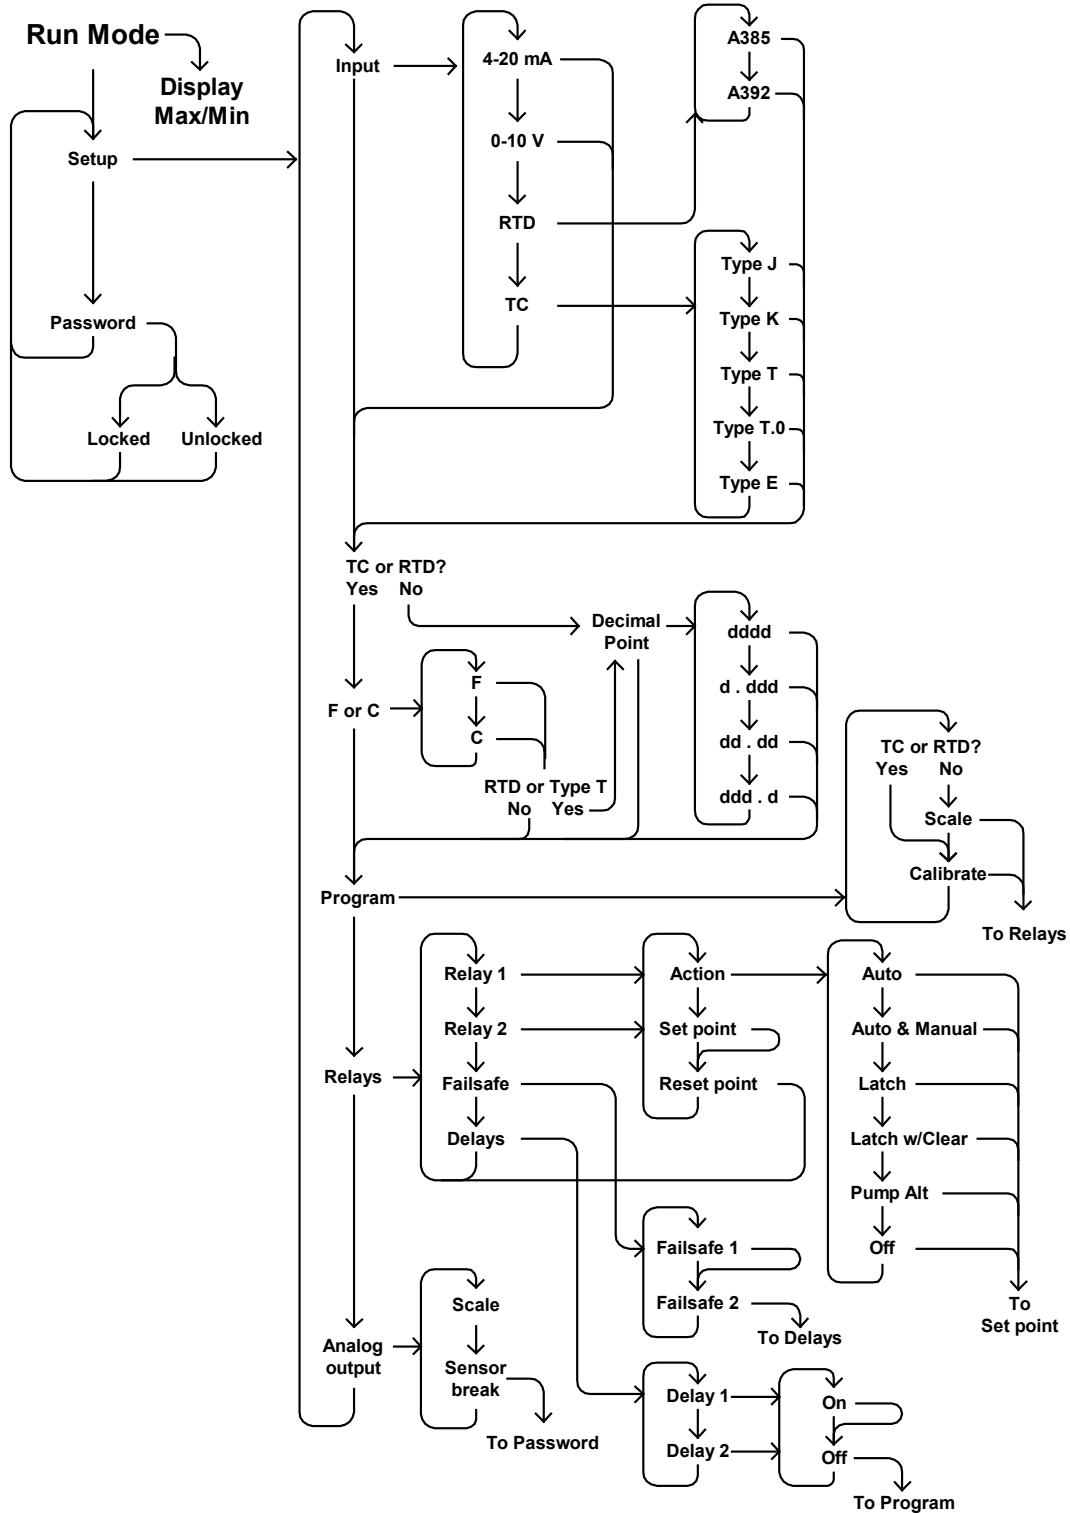 Run Mode
Display
Max/Min
Setup
Password
Locked Unlocked
Input
4-20 mA
0-10 V
RTD
TC
A385
A392
Type J
Type K
Type T
Type T.0
Type E
TC or RTD?
Yes No
F or C
F
C
RTD or Type T
No Yes
Decimal
Point
dddd
d . ddd
dd . dd
ddd . d
Program
TC or RTD?
Yes No
Scale
Calibrate
To Relays
Relays
Relay 1
Relay 2
Failsafe
Delays
Action
Set point
Reset point
Auto
Auto & Manual
Latch
Latch w/Clear
Pump Alt
Off
To
Set point
Failsafe 1
Failsafe 2
To Delays
Analog
output
Scale
Sensor
break
To Password
Delay 1
Delay 2
On
Off
To Program